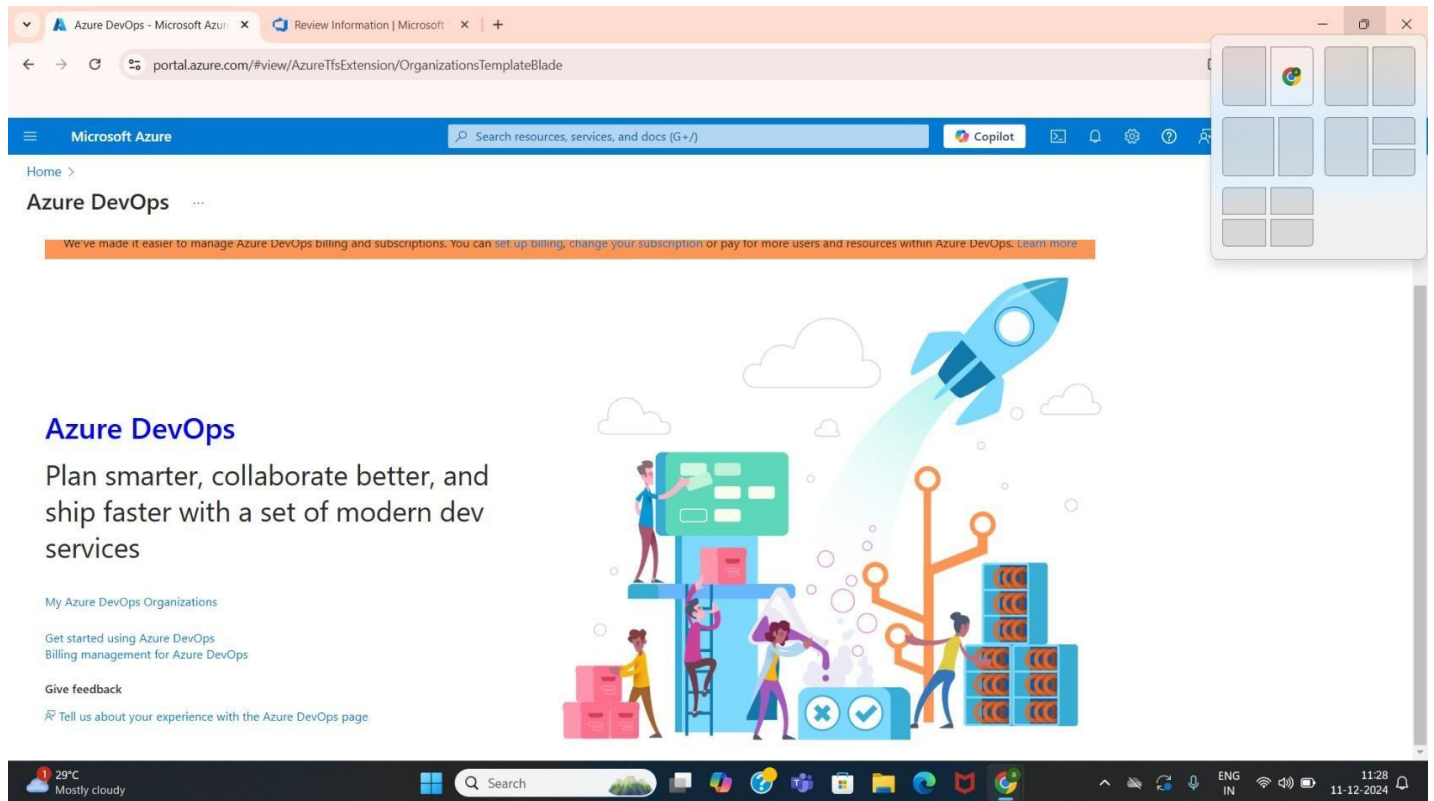 Azure DevOps - Microsoft Azur
Review Information | Microsoft
portal.azure.com/#view/AzureTfsExtension/OrganizationsTemplateBlade
Microsoft Azure
Search resources, services, and docs (G+/)
Copilot
Home >
Azure DevOps ...
We've made it easier to manage Azure DevOps billing and subscriptions. You can set up billing, change your subscription or pay for more users and resources within Azure DevOps. Learn more
Azure DevOps
Plan smarter, collaborate better, and
ship faster with a set of modern dev
services
My Azure DevOps Organizations
Get started using Azure DevOps
Billing management for Azure DevOps
Give feedback
Tell us about your experience with the Azure DevOps page
1
29°C
Mostly cloudy
Search
ENG
IN
11:28
11-12-2024